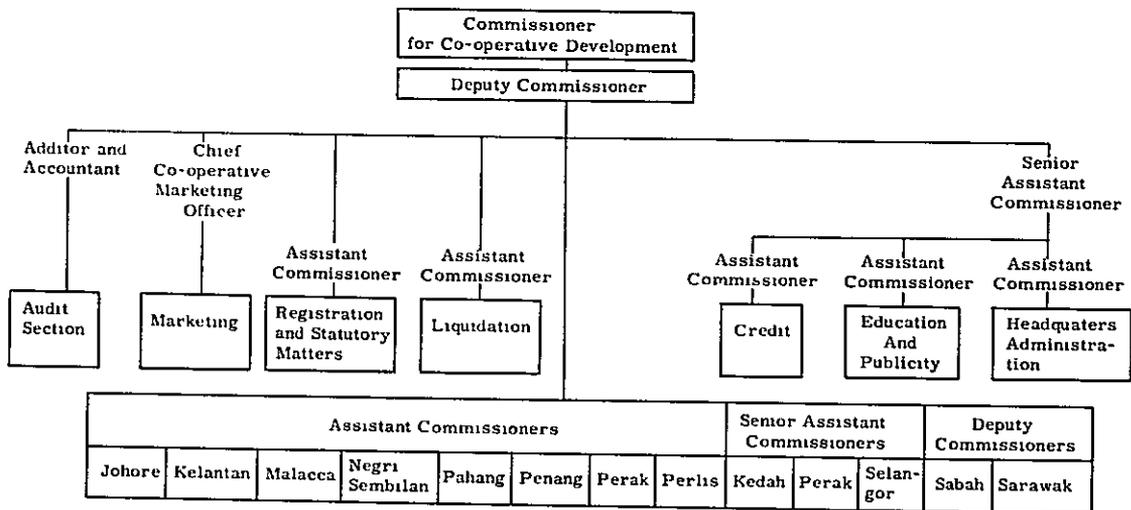 Commissioner
for Co-operative Development
Deputy Commissioner
Additor and
Accountant
Chief
Co-operative
Marketing
Officer
Senior
Assistant
Commissioner
Assistant
Commissioner
Assistant
Commissioner
Assistant
Commissioner
Assistant
Commissioner
Assistant
Commissioner
Audit
Section
Marketing
Registration
and Statutory
Matters
Liquidation
Credit
Education
And
Publicity
Headquaters
Administra-
tion
Assistant Commissioners
Senior Assistant
Commissioners
Deputy
Commissioners
Johore
Kelantan
Malacca
Negri
Sembilan
Pahang
Penang
Perak
Perlis
Kedah
Perak
Selan-
gor
Sabah
Sarawak